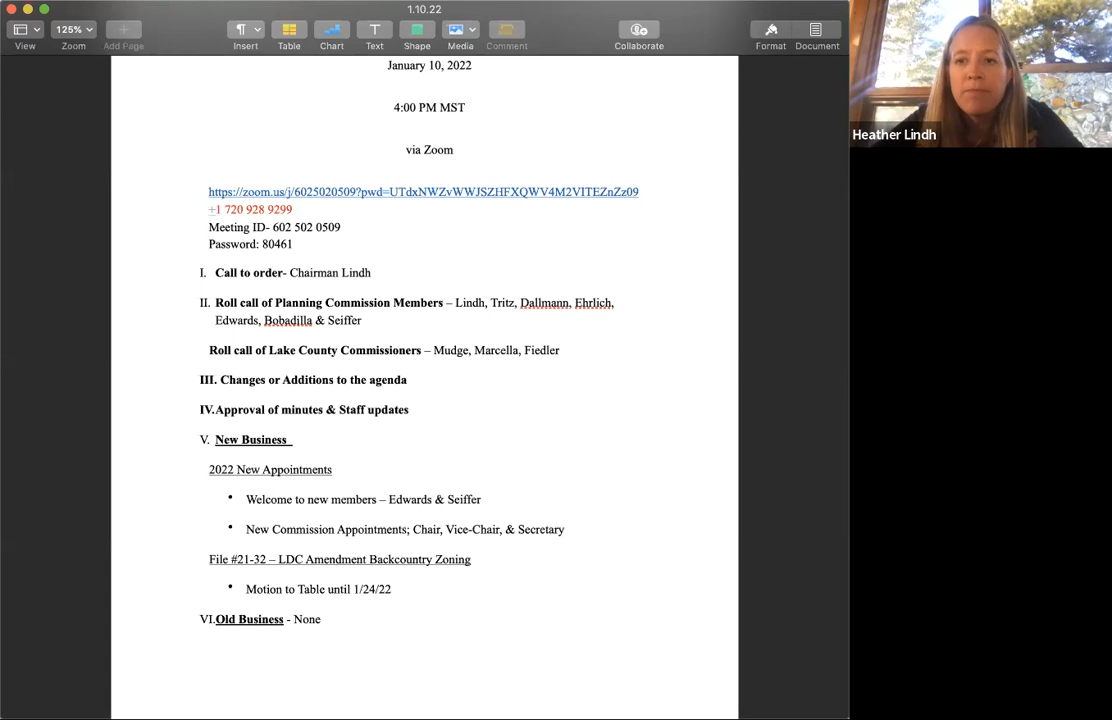 1.10.22
125%
View
Zoom
Add Page
Insert
Table
Chart
Text
Shape
Media
Comment
Collaborate
Format
Document
January 10, 2022
4:00 PM MST
via Zoom
https://zoom.us/j/6025020509?pwd=UTdxNWZvWWJSZHFXQWV4M2VITEZnZz09
+1 720 928 9299
Meeting ID- 602 502 0509
Password: 80461
I. Call to order- Chairman Lindh
II. Roll call of Planning Commission Members – Lindh, Tritz, Dallmann, Ehrlich,
Edwards, Bobadilla & Seiffer
Roll call of Lake County Commissioners – Mudge, Marcella, Fiedler
III. Changes or Additions to the agenda
IV.Approval of minutes & Staff updates
V. New Business
2022 New Appointments
• Welcome to new members – Edwards & Seiffer
• New Commission Appointments; Chair, Vice-Chair, & Secretary
File #21-32 – LDC Amendment Backcountry Zoning
• Motion to Table until 1/24/22
VI.Old Business - None
Heather Lindh